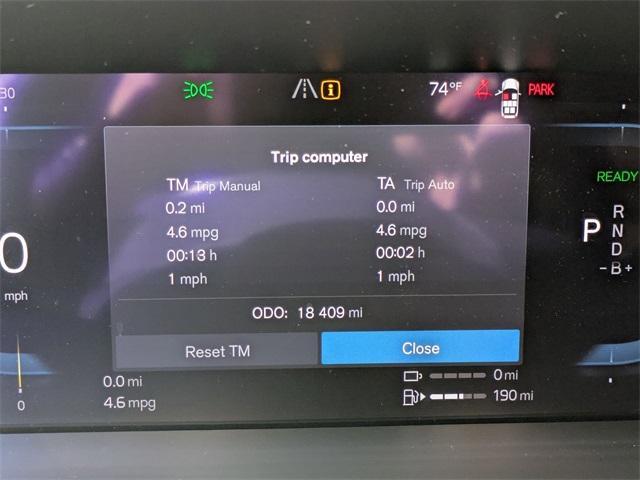 30 74°F PARK
Trip computer
TM Trip Manual TA Trip Auto
0.2 mi 0.0 mi
4.6 mpg 4.6 mpg
00:13 h 00:02 h
1 mph 1 mph
ODO: 18 409 mi
Reset TM Close
READY
P R
N
D
- B +
0
mph
0.0 mi 0 mi
4.6 mpg 190 mi
0